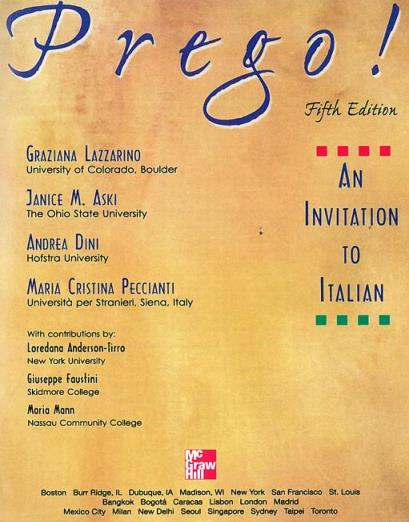 Prego!
Fifth Edition
GRAZIANA LAZZARINO
University of Colorado, Boulder
JANICE M. ASKI
The Ohio State University
ANDREA DINI
Hofstra University
MARIA CRISTINA PECCIANTI
Università per Stranieri, Siena, Italy
With contributions by:
Loredana Anderson-Tirro
New York University
Giuseppe Faustini
Skidmore College
Maria Mann
Nassau Community College
AN
INVITATION
TO
ITALIAN
Mc
Graw
Hill
Boston Burr Ridge, IL Dubuque, IA Madison, WI New York San Francisco St. Louis
Bangkok Bogotá Caracas Lisbon London Madrid
Mexico City Milan New Delhi Seoul Singapore Sydney Taipei Toronto